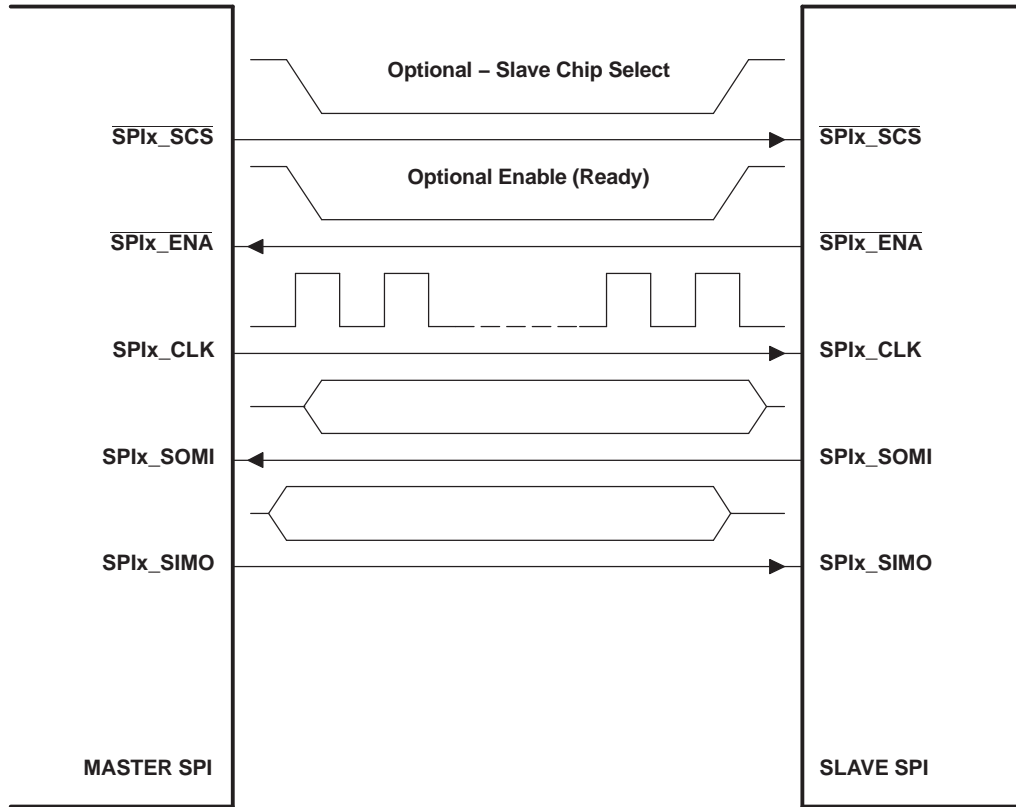 Optional – Slave Chip Select
SPIx_SCS
SPIx_SCS
Optional Enable (Ready)
SPIx_ENA
SPIx_ENA
SPIx_CLK
SPIx_CLK
SPIx_SOMI
SPIx_SOMI
SPIx_SIMO
SPIx_SIMO
MASTER SPI
SLAVE SPI